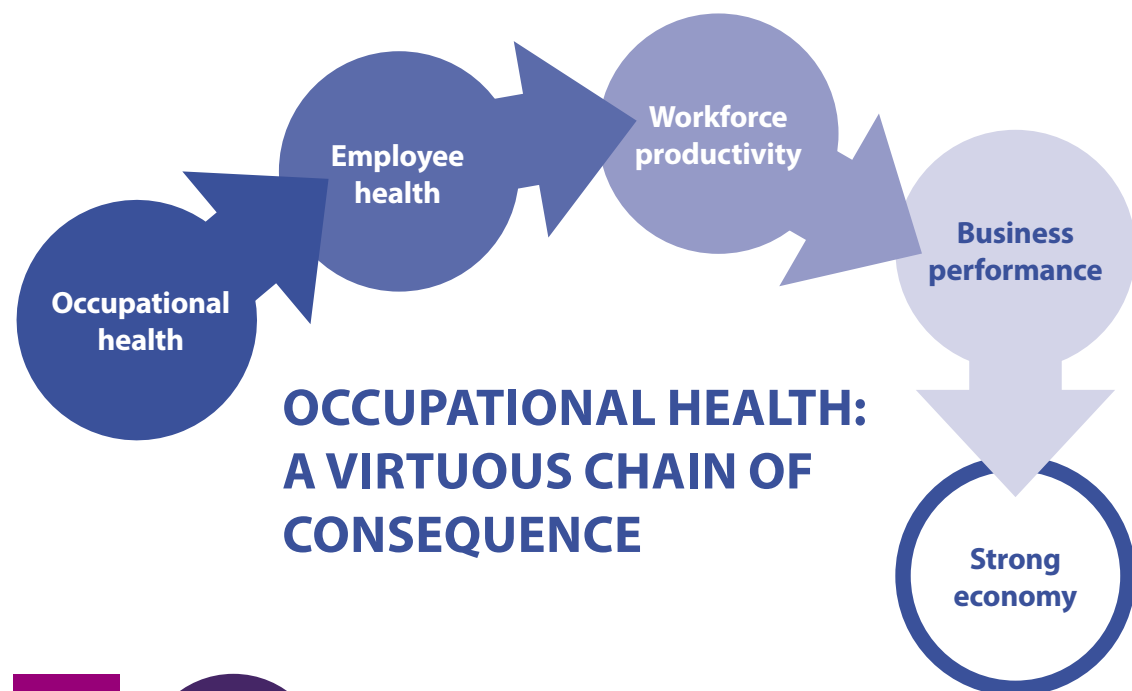 Occupational
health
Employee
health
Workforce
productivity
Business
performance
Strong
economy
OCCUPATIONAL HEALTH:
A VIRTUOUS CHAIN OF
CONSEQUENCE